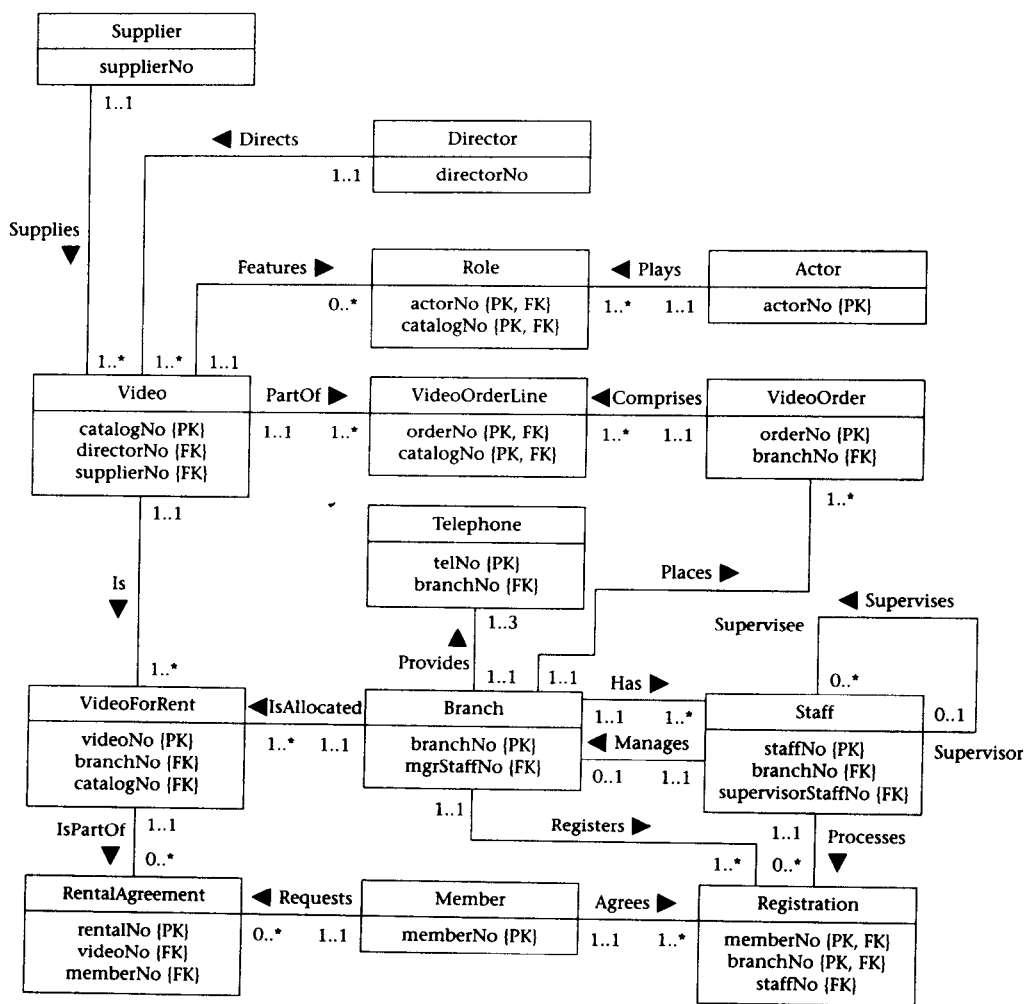 Supplier
supplierNo
1..1
Directs
Director
1..1
directorNo
Supplies
Features
Role
Plays
Actor
0..*
actorNo {PK, FK}
1..*
1..1
actorNo {PK}
catalogNo {PK, FK}
1..*
1..*
1..1
Video
PartOf
VideoOrderLine
Comprises
VideoOrder
catalogNo {PK}
1..1
1..*
orderNo {PK, FK}
1..*
1..1
orderNo {PK}
directorNo {FK}
catalogNo {PK, FK}
branchNo {FK}
supplierNo {FK}
1..1
1..*
Telephone
telNo {PK}
branchNo {FK}
Is
Places
Supervises
1..3
Supervisee
Provides
1..*
1..1
1..1
0..*
VideoForRent
IsAllocated
Branch
Has
Staff
1..*
1..1
1..1
1..*
0..1
videoNo {PK}
branchNo {PK}
Manages
staffNo {PK}
Supervisor
branchNo {FK}
mgrStaffNo {FK}
0..1
1..1
branchNo {FK}
catalogNo {FK}
supervisorStaffNo {FK}
1..1
1..1
1..1
IsPartOf
Registers
Processes
0..*
1..*
0..*
RentalAgreement
Requests
Member
Agrees
Registration
rentalNo {PK}
0..*
1..1
memberNo {PK}
1..1
1..*
memberNo {PK, FK}
videoNo {FK}
branchNo {PK, FK}
memberNo {FK}
staffNo {FK}